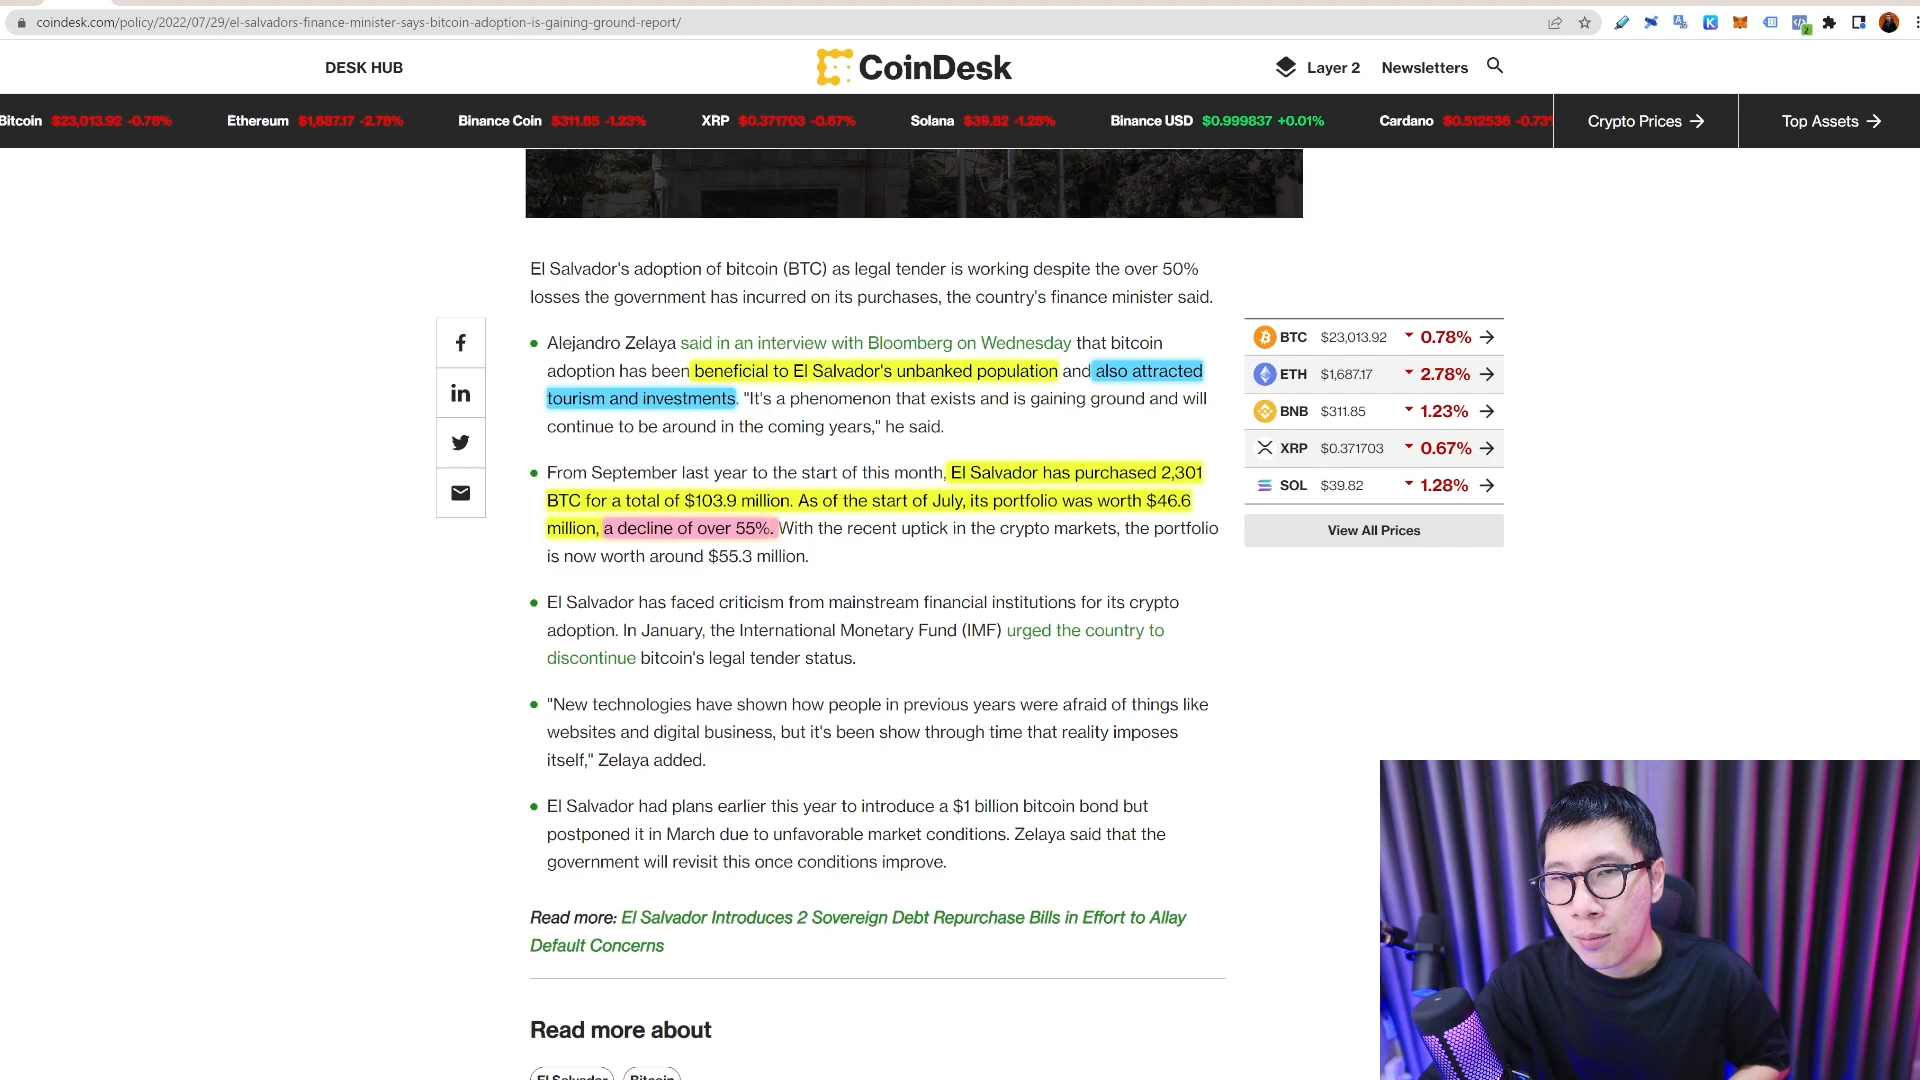 coindesk.com/policy/2022/07/29/el-salvadors-finance-minister-says-bitcoin-adoption-is-gaining-ground-report/
2
DESK HUB
CoinDesk
Layer 2
Newsletters
Bitcoin $23,013.92 -0.78%
Ethereum $1,687.17 -2.78%
Binance Coin $311.85 -1.23%
XRP $0.371703 -0.67%
Solana $39.82 -1.28%
Binance USD $0.999837 +0.01%
Cardano $0.512536 -0.73%
Crypto Prices
Top Assets
El Salvador's adoption of bitcoin (BTC) as legal tender is working despite the over 50%
losses the government has incurred on its purchases, the country's finance minister said.
Alejandro Zelaya said in an interview with Bloomberg on Wednesday that bitcoin
adoption has been beneficial to El Salvador's unbanked population and also attracted
tourism and investments. "It's a phenomenon that exists and is gaining ground and will
continue to be around in the coming years," he said.
From September last year to the start of this month, El Salvador has purchased 2,301
BTC for a total of $103.9 million. As of the start of July, its portfolio was worth $46.6
million, a decline of over 55%. With the recent uptick in the crypto markets, the portfolio
is now worth around $55.3 million.
El Salvador has faced criticism from mainstream financial institutions for its crypto
adoption. In January, the International Monetary Fund (IMF) urged the country to
discontinue bitcoin's legal tender status.
"New technologies have shown how people in previous years were afraid of things like
websites and digital business, but it's been show through time that reality imposes
itself," Zelaya added.
El Salvador had plans earlier this year to introduce a $1 billion bitcoin bond but
postponed it in March due to unfavorable market conditions. Zelaya said that the
government will revisit this once conditions improve.
Read more: El Salvador Introduces 2 Sovereign Debt Repurchase Bills in Effort to Allay
Default Concerns
Read more about
El Salvador
Bitcoin
BTC $23,013.92 0.78%
ETH $1,687.17 2.78%
BNB $311.85 1.23%
XRP $0.371703 0.67%
SOL $39.82 1.28%
View All Prices